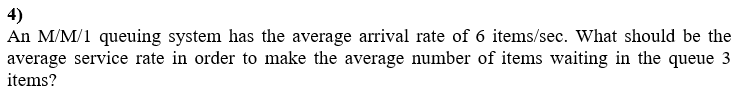 4)
An M/M/1 queuing system has the average arrival rate of 6 items/sec. What should be the
average service rate in order to make the average number of items waiting in the queue 3
items?